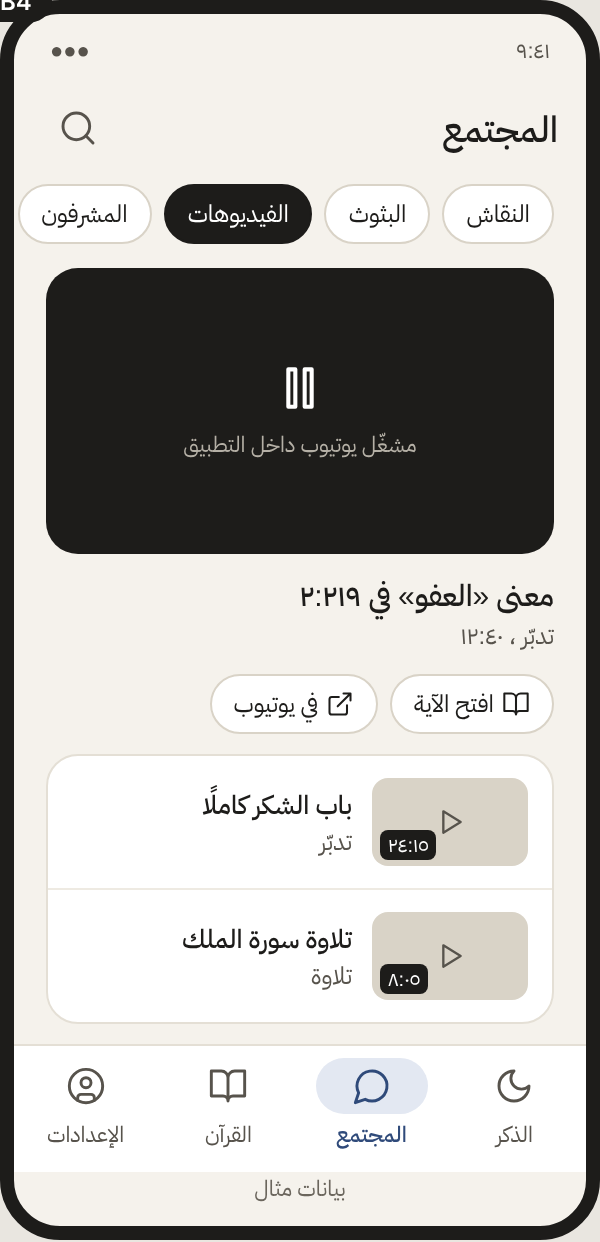 B4
٩:٤١
المجتمع
النقاش
البثوث
الفيديوهات
المشرفون
مشغّل يوتيوب داخل التطبيق
معنى «العفو» في ٢:٢١٩
تدبّر ، ١٢:٤٠
افتح الآية
في يوتيوب
باب الشكر كاملًا
تدبّر
٢٤:١٥
تلاوة سورة الملك
تلاوة
٨:٠٥
الذكر
المجتمع
القرآن
الإعدادات
بيانات مثال